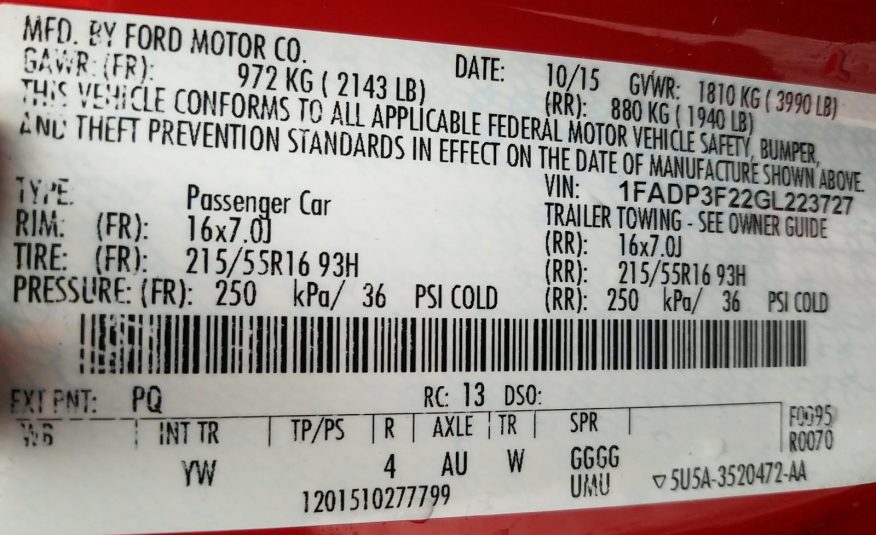 MFD. BY FORD MOTOR CO. DATE: 10/15 GVWR: 1810 KG ( 3990 LB)
GAWR: (FR): 972 KG ( 2143 LB) (RR): 880 KG ( 1940 LB)
THIS VEHICLE CONFORMS TO ALL APPLICABLE FEDERAL MOTOR VEHICLE SAFETY, BUMPER,
AND THEFT PREVENTION STANDARDS IN EFFECT ON THE DATE OF MANUFACTURE SHOWN ABOVE.
VIN: 1FADP3F22GL223727
TYPE: Passenger Car TRAILER TOWING - SEE OWNER GUIDE
RIM: (FR): 16x7.0J (RR): 16x7.0J
TIRE: (FR): 215/55R16 93H (RR): 215/55R16 93H
PRESSURE: (FR): 250 kPa/ 36 PSI COLD (RR): 250 kPa/ 36 PSI COLD
EXT PNT: PQ RC: 13 DSO:
WB INT TR TP/PS R AXLE TR SPR F0095
R0070
YW 4 AU W GGGG
1201510277799 UMU ▽5U5A-3520472-AA